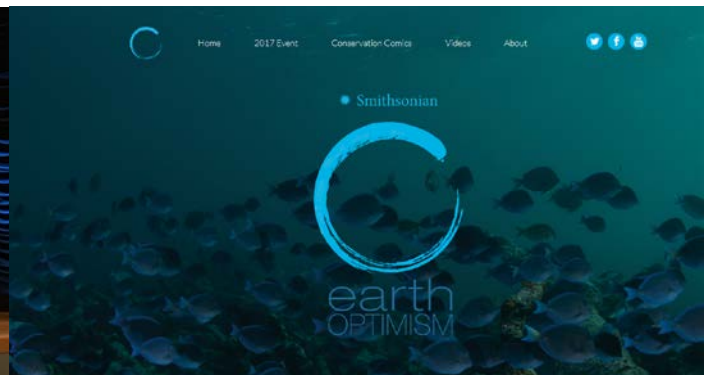 Home 2017 Event Conservation Comics Videos About
Smithsonian
earth
OPTIMISM